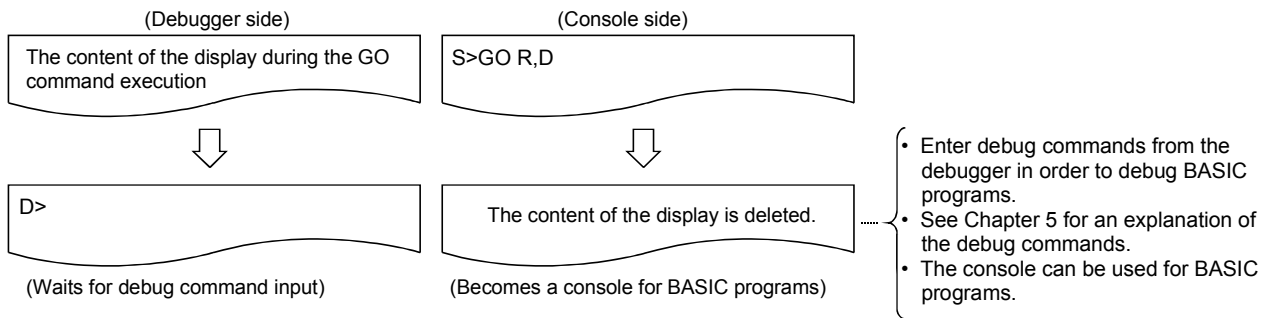 (Debugger side)
(Console side)
The content of the display during the GO
command execution
S>GO R,D
D>
The content of the display is deleted.
(Waits for debug command input)
(Becomes a console for BASIC programs)
• Enter debug commands from the
debugger in order to debug BASIC
programs.
• See Chapter 5 for an explanation of
the debug commands.
• The console can be used for BASIC
programs.